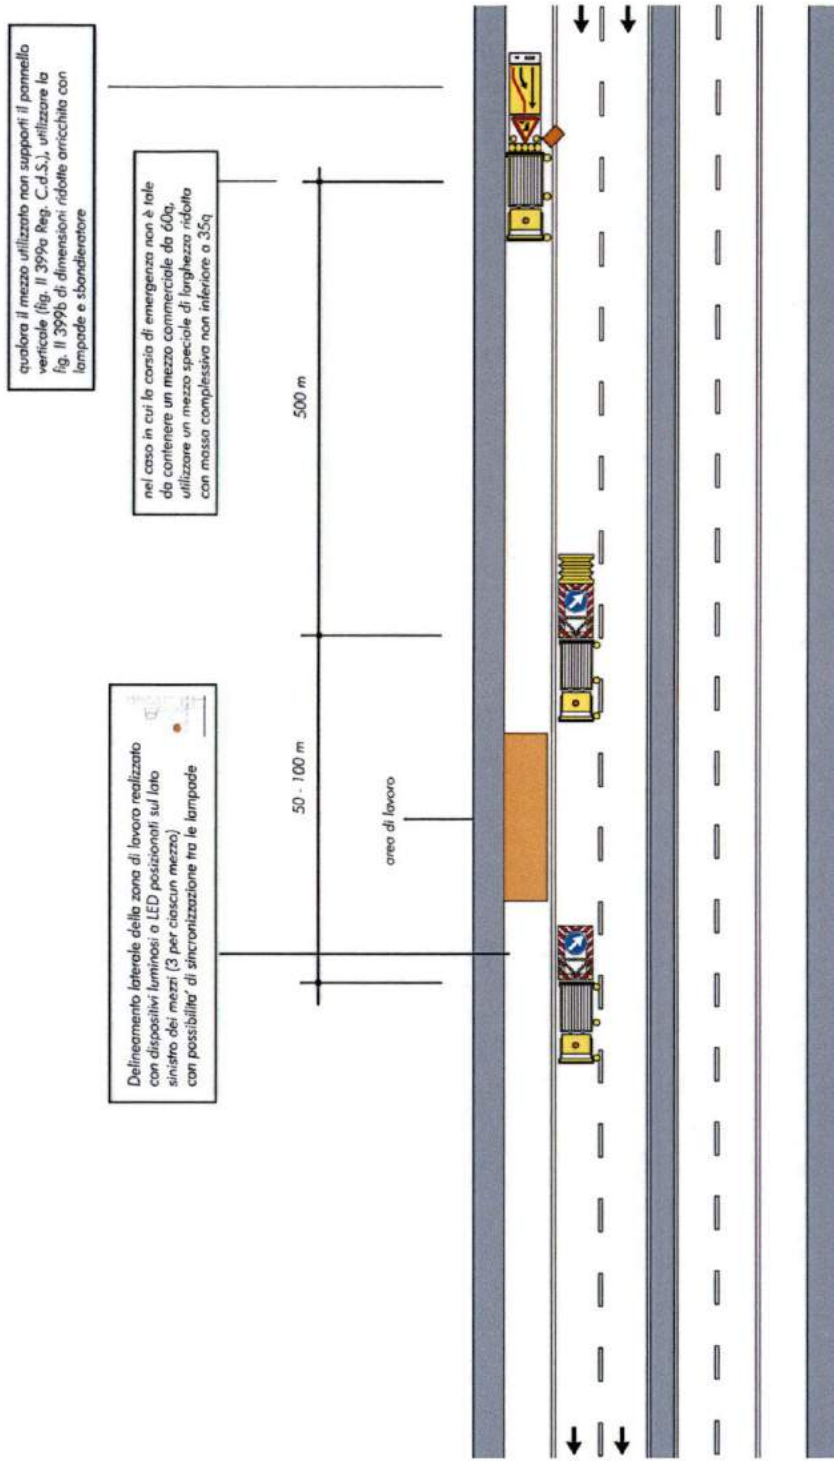 qualora il mezzo utilizzato non supporti il pannello
verticale (fig. II 399a Reg. C.d.S.), utilizzare la
fig. II 399b di dimensioni ridotte arricchita con
lampade e sbandieratore
nel caso in cui la corsia di emergenza non è tale
da contenere un mezzo commerciale da 60q,
utilizzare un mezzo speciale di larghezza ridotta
con massa complessiva non inferiore a 35q
500 m
Delineamento laterale della zona di lavoro realizzato
con dispositivi luminosi a LED posizionati sul lato
sinistro dei mezzi (3 per ciascun mezzo)
con possibilita' di sincronizzazione tra le lampade
50 - 100 m
area di lavoro